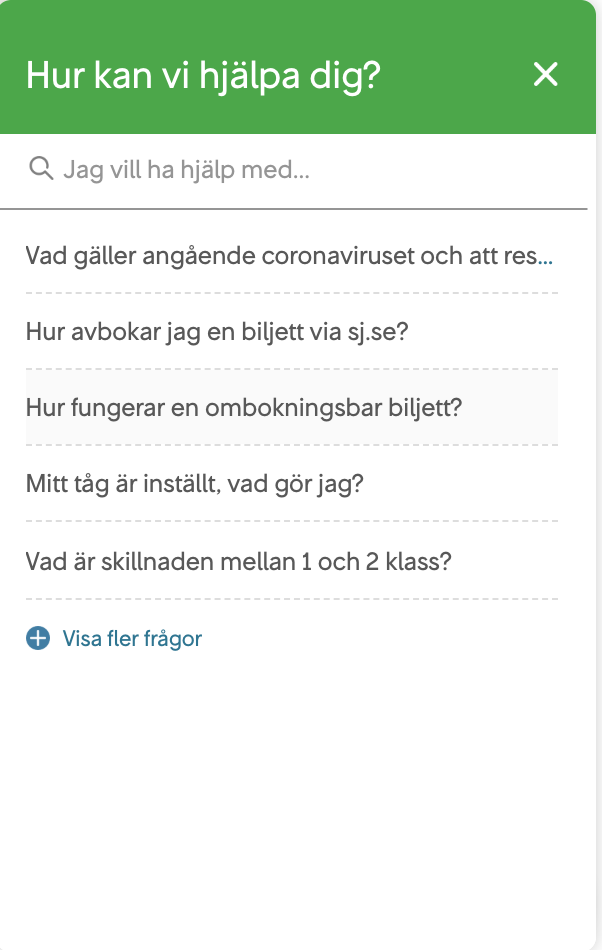 Hur kan vi hjälpa dig?
Jag vill ha hjälp med...
Vad gäller angående coronaviruset och att res...
Hur avbokar jag en biljett via sj.se?
Hur fungerar en ombokningsbar biljett?
Mitt tåg är inställt, vad gör jag?
Vad är skillnaden mellan 1 och 2 klass?
Visa fler frågor